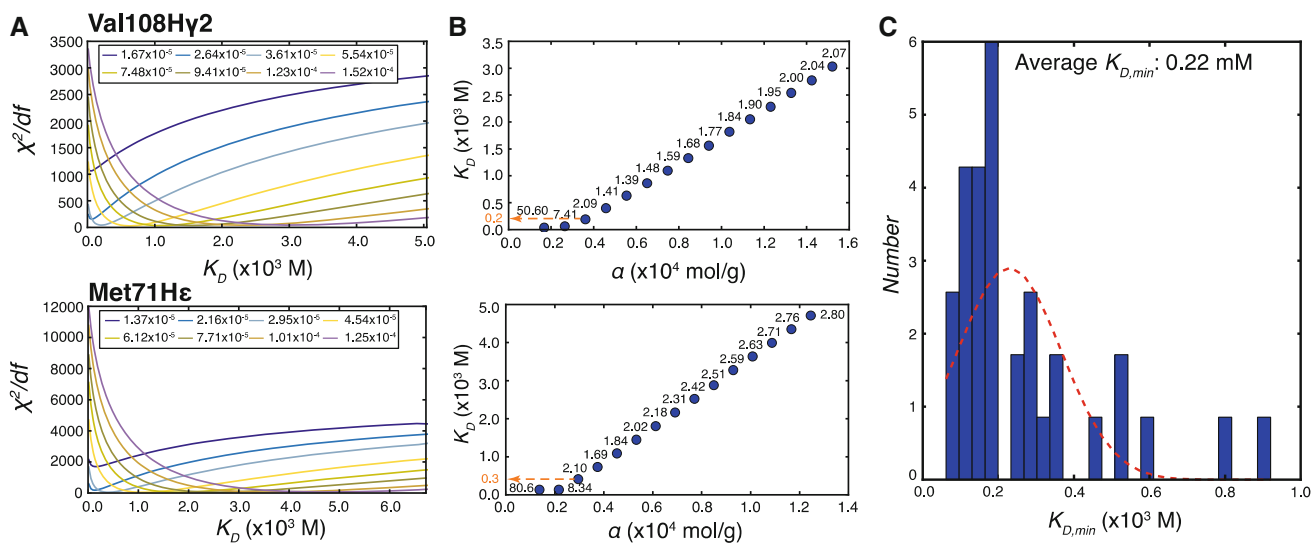 A
Val108Hγ2
3500
3000
2500
2000
1500
1000
500
0
1.67x10⁻⁵ 2.64x10⁻⁵ 3.61x10⁻⁵ 5.54x10⁻⁵
7.48x10⁻⁵ 9.41x10⁻⁵ 1.23x10⁻⁴ 1.52x10⁻⁴
χ²/df
0.0 1.0 2.0 3.0 4.0 5.0
K_D (x10³ M)
Met71Hε
12000
10000
8000
6000
4000
2000
0
1.37x10⁻⁵ 2.16x10⁻⁵ 2.95x10⁻⁵ 4.54x10⁻⁵
6.12x10⁻⁵ 7.71x10⁻⁵ 1.01x10⁻⁴ 1.25x10⁻⁴
χ²/df
0.0 1.0 2.0 3.0 4.0 5.0 6.0
K_D (x10³ M)
B
3.5
3.0
2.5
2.0
1.5
1.0
0.5
0.2
0.0
K_D (x10³ M)
50.60 7.41 2.09 1.41 1.39 1.48 1.59 1.68 1.77 1.84 1.90 1.95 2.00 2.04 2.07
0.0 0.2 0.4 0.6 0.8 1.0 1.2 1.4 1.6
α (x10⁴ mol/g)
5.0
4.0
3.0
2.0
1.0
0.3
0.0
K_D (x10³ M)
80.6 8.34 2.10 1.69 1.84 2.02 2.18 2.31 2.42 2.51 2.59 2.63 2.71 2.76 2.80
0.0 0.2 0.4 0.6 0.8 1.0 1.2 1.4
α (x10⁴ mol/g)
C
6
5
4
3
2
1
0
Number
Average K_D,min: 0.22 mM
0.0 0.2 0.4 0.6 0.8 1.0
K_D,min (x10³ M)